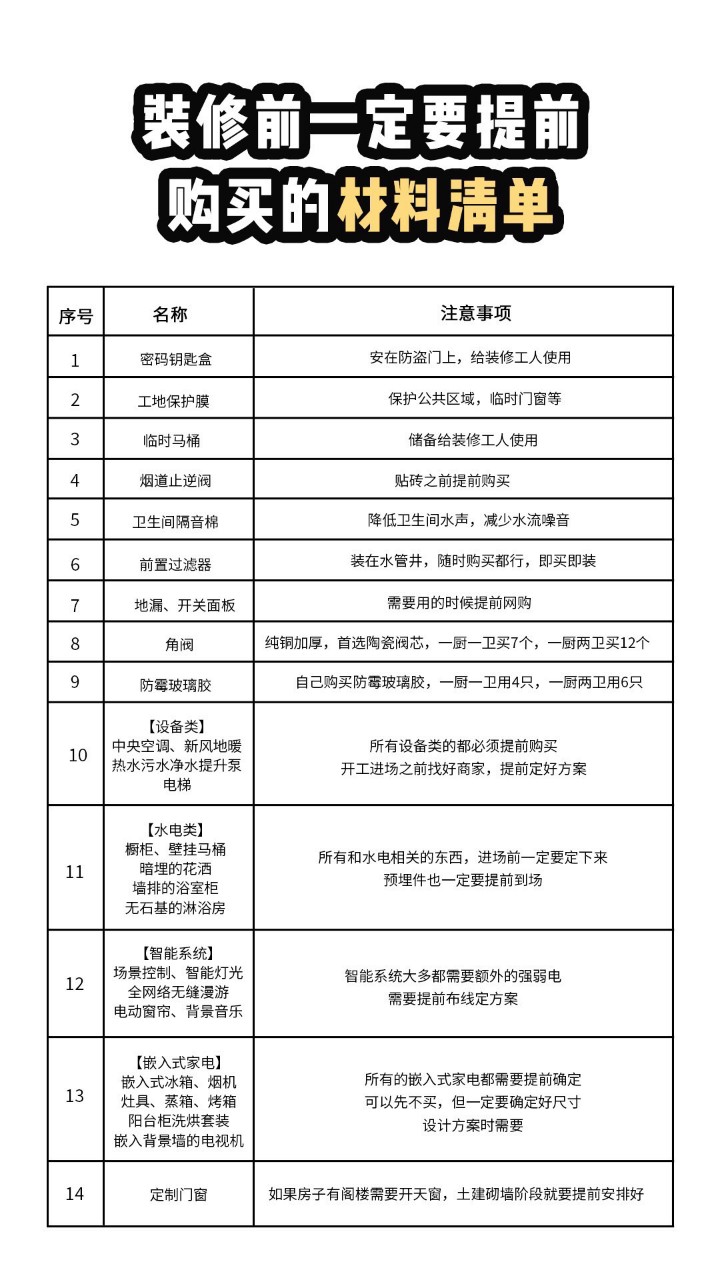 装修前一定要提前
购买的材料清单
序号 名称 注意事项
1 密码钥匙盒 安在防盗门上，给装修工人使用
2 工地保护膜 保护公共区域，临时门窗等
3 临时马桶 储备给装修工人使用
4 烟道止逆阀 贴砖之前提前购买
5 卫生间隔音棉 降低卫生间水声，减少水流噪音
6 前置过滤器 装在水管井，随时购买都行，即买即装
7 地漏、开关面板 需要用的时候提前网购
8 角阀 纯铜加厚，首选陶瓷阀芯，一厨一卫买7个，一厨两卫买12个
9 防霉玻璃胶 自己购买防霉玻璃胶，一厨一卫用4只，一厨两卫用6只
10
【设备类】
中央空调、新风地暖
热水污水净水提升泵
电梯
所有设备类的都必须提前购买
开工进场之前找好商家，提前定好方案
11
【水电类】
橱柜、壁挂马桶
暗埋的花洒
墙排的浴室柜
无石基的淋浴房
所有和水电相关的东西，进场前一定要定下来
预埋件也一定要提前到场
12
【智能系统】
场景控制、智能灯光
全网络无缝漫游
电动窗帘、背景音乐
智能系统大多都需要额外的强弱电
需要提前布线定方案
13
【嵌入式家电】
嵌入式冰箱、烟机
灶具、蒸箱、烤箱
阳台柜洗烘套装
嵌入背景墙的电视机
所有的嵌入式家电都需要提前确定
可以先不买，但一定要确定好尺寸
设计方案时需要
14 定制门窗 如果房子有阁楼需要开天窗，土建砌墙阶段就要提前安排好